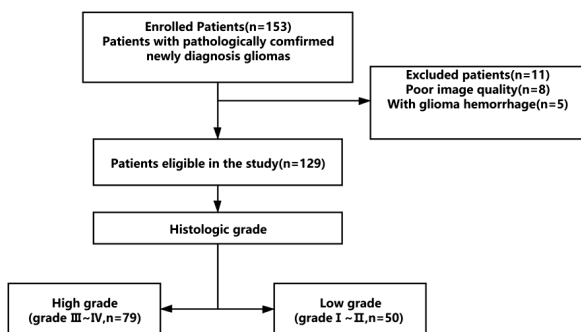 Enrolled Patients(n=153)
Patients with pathologically comfirmed
newly diagnosis gliomas
Excluded patients(n=11)
Poor image quality(n=8)
With glioma hemorrhage(n=5)
Patients eligible in the study(n=129)
Histologic grade
High grade
(grade Ⅲ~Ⅳ,n=79)
Low grade
(grade Ⅰ ~Ⅱ,n=50)